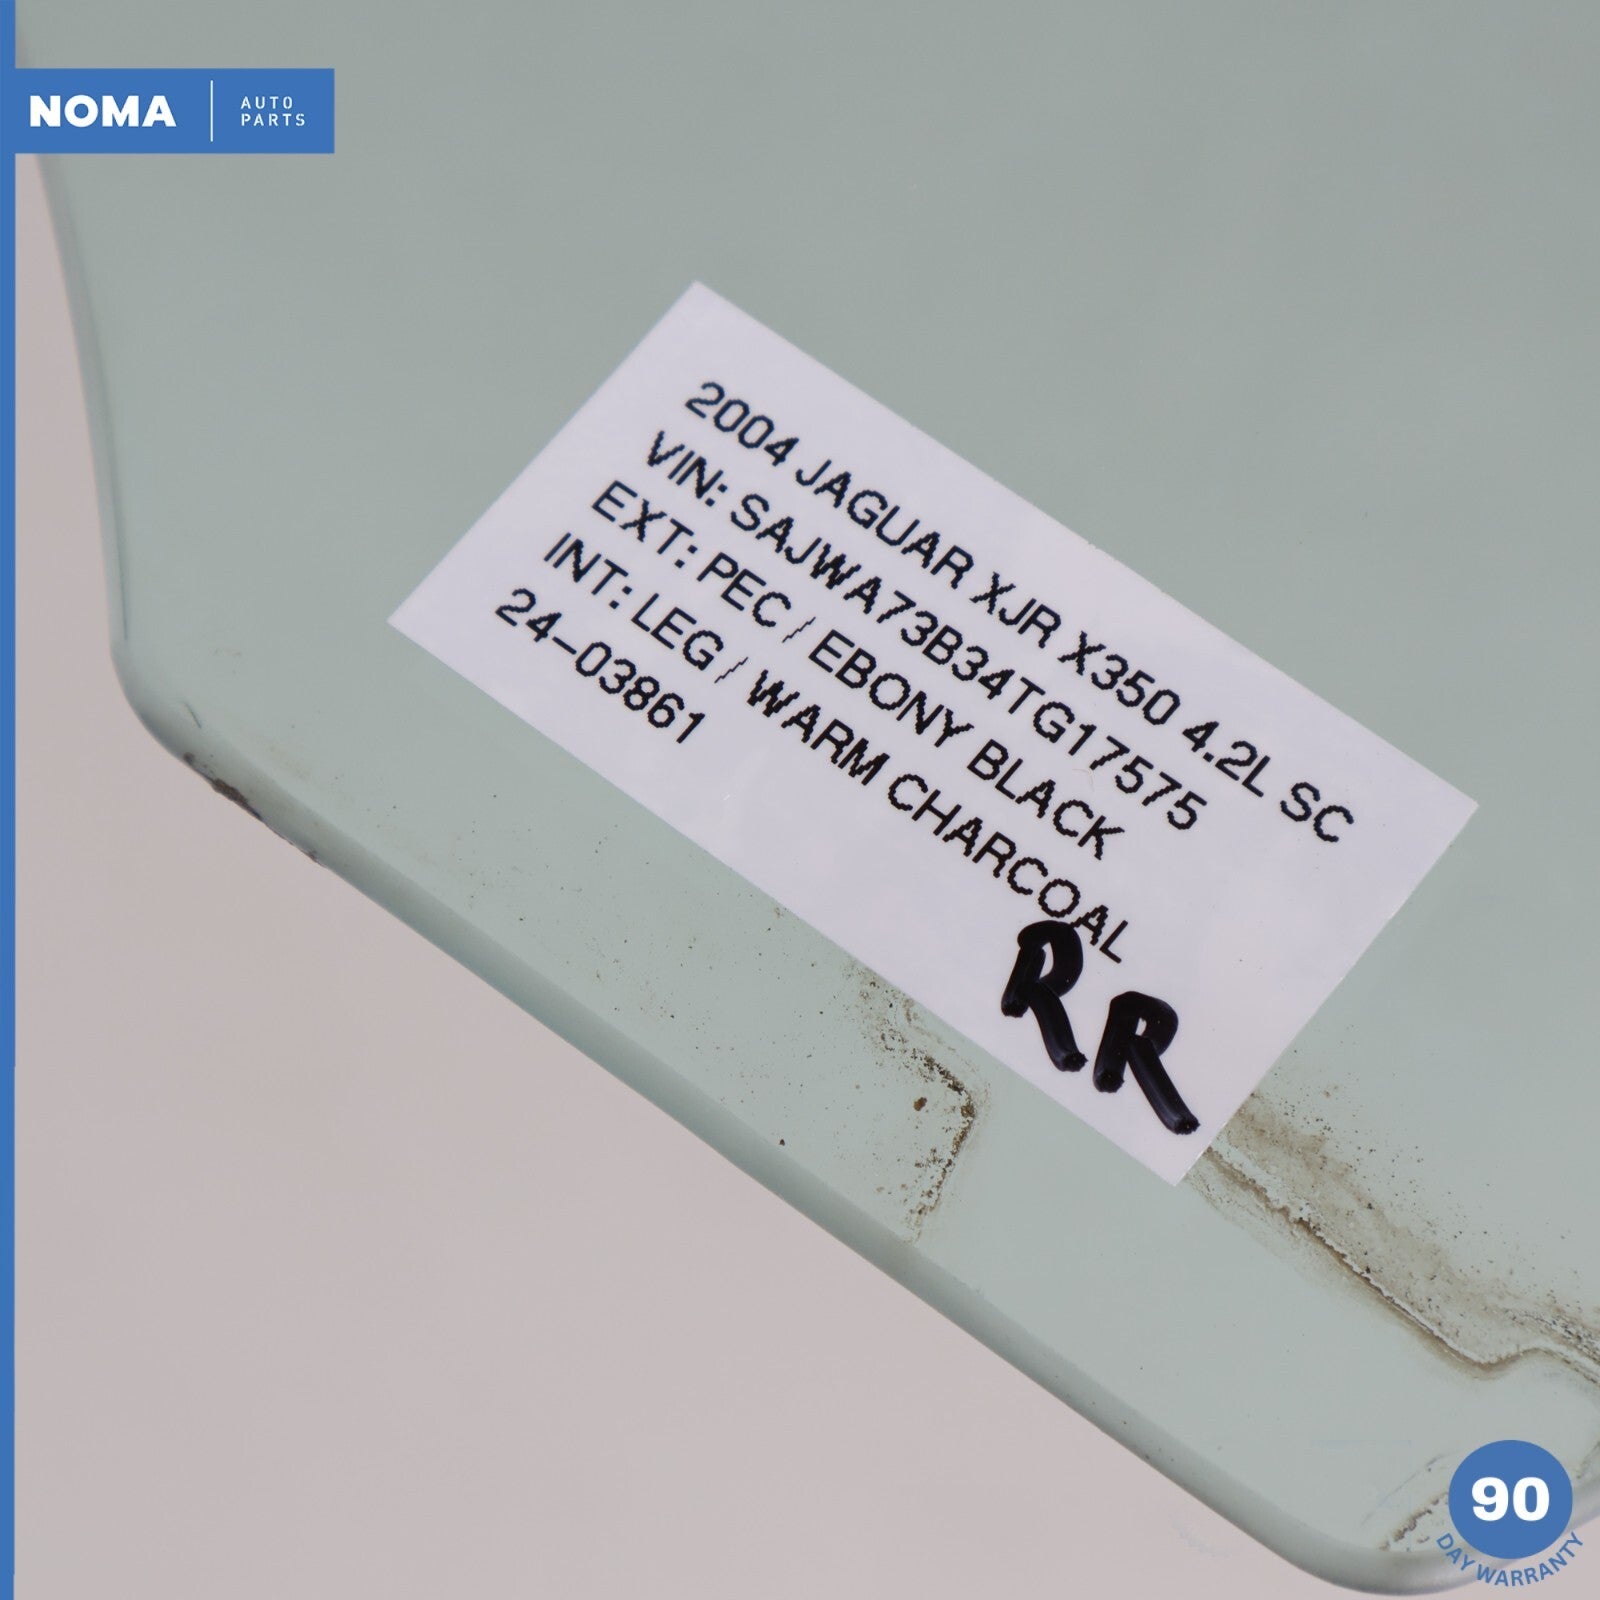 NOMA
AUTO
PARTS
2004 JAGUAR XJR X350 4.2L SC
VIN: SAJWA73B34TG17575
EXT: PEC / EBONY BLACK
INT: LEG / WARM CHARCOAL
24-03861
RR
90
DAY WARRANTY